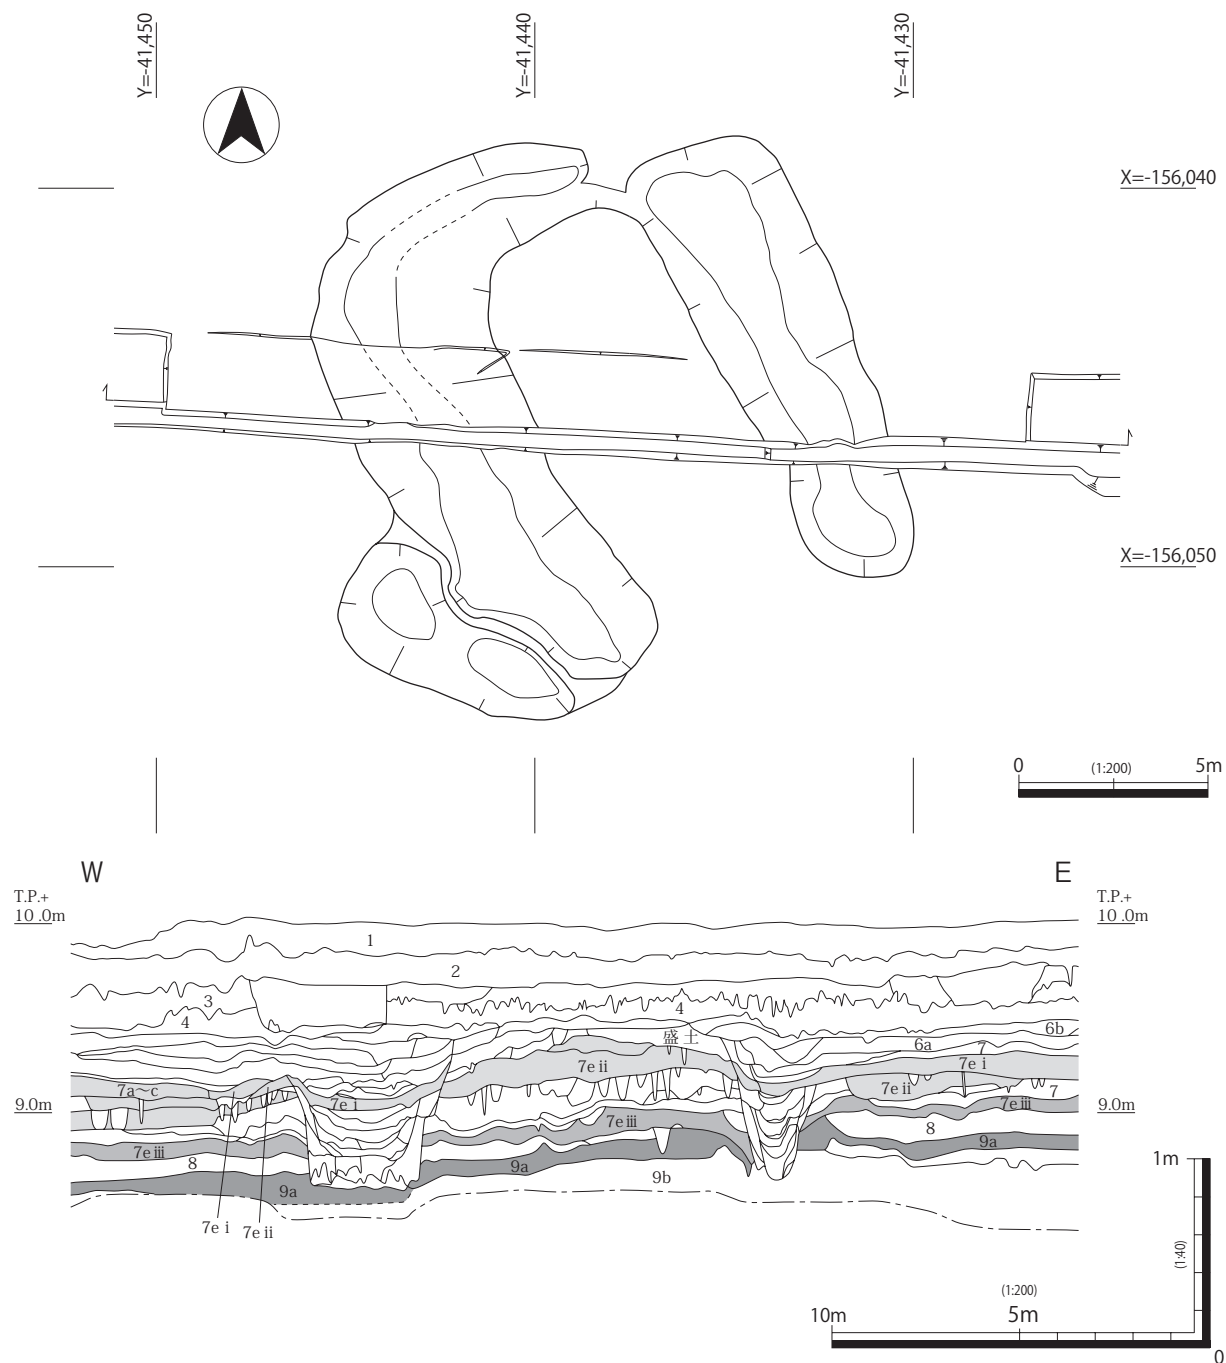 Y=-41,450
Y=-41,440
Y=-41,430
X=-156,040
X=-156,050
0
(1:200)
5m
W
E
T.P.+
10 .0m
T.P.+
10 .0m
1
2
3
4
4
盛土
6b
6a
7
7e i
7e ii
7e ii
7a～c
7e i
7
9.0m
9.0m
7e iii
7e iii
7e iii
8
8
9a
9a
9a
9b
7e i
7e ii
1m
(1:40)
(1:200)
10m
5m
0